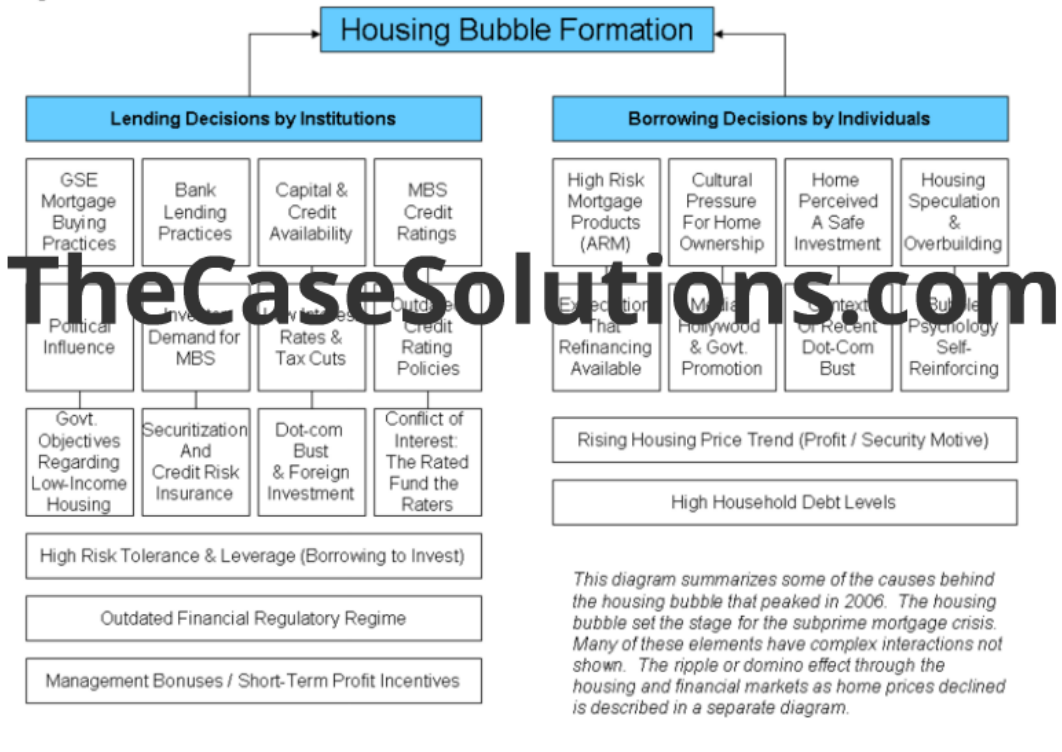 Housing Bubble Formation
Lending Decisions by Institutions
Borrowing Decisions by Individuals
GSE
Mortgage
Buying
Practices
Bank
Lending
Practices
Capital &
Credit
Availability
MBS
Credit
Ratings
High Risk
Mortgage
Products
(ARM)
Cultural
Pressure
For Home
Ownership
Home
Perceived
A Safe
Investment
Housing
Speculation
&
Overbuilding
TheCaseSolutions.com
Political
Influence
Investor
Demand for
MBS
Low Interest
Rates &
Tax Cuts
Outdated
Credit
Rating
Policies
Expectation
That
Refinancing
Available
Media,
Hollywood
& Govt.
Promotion
Context
Of Recent
Dot-Com
Bust
Bubble
Psychology
Self-
Reinforcing
Govt.
Objectives
Regarding
Low-Income
Housing
Securitization
And
Credit Risk
Insurance
Dot-com
Bust
& Foreign
Investment
Conflict of
Interest:
The Rated
Fund the
Raters
Rising Housing Price Trend (Profit / Security Motive)
High Household Debt Levels
High Risk Tolerance & Leverage (Borrowing to Invest)
Outdated Financial Regulatory Regime
Management Bonuses / Short-Term Profit Incentives
This diagram summarizes some of the causes behind
the housing bubble that peaked in 2006. The housing
bubble set the stage for the subprime mortgage crisis.
Many of these elements have complex interactions not
shown. The ripple or domino effect through the
housing and financial markets as home prices declined
is described in a separate diagram.